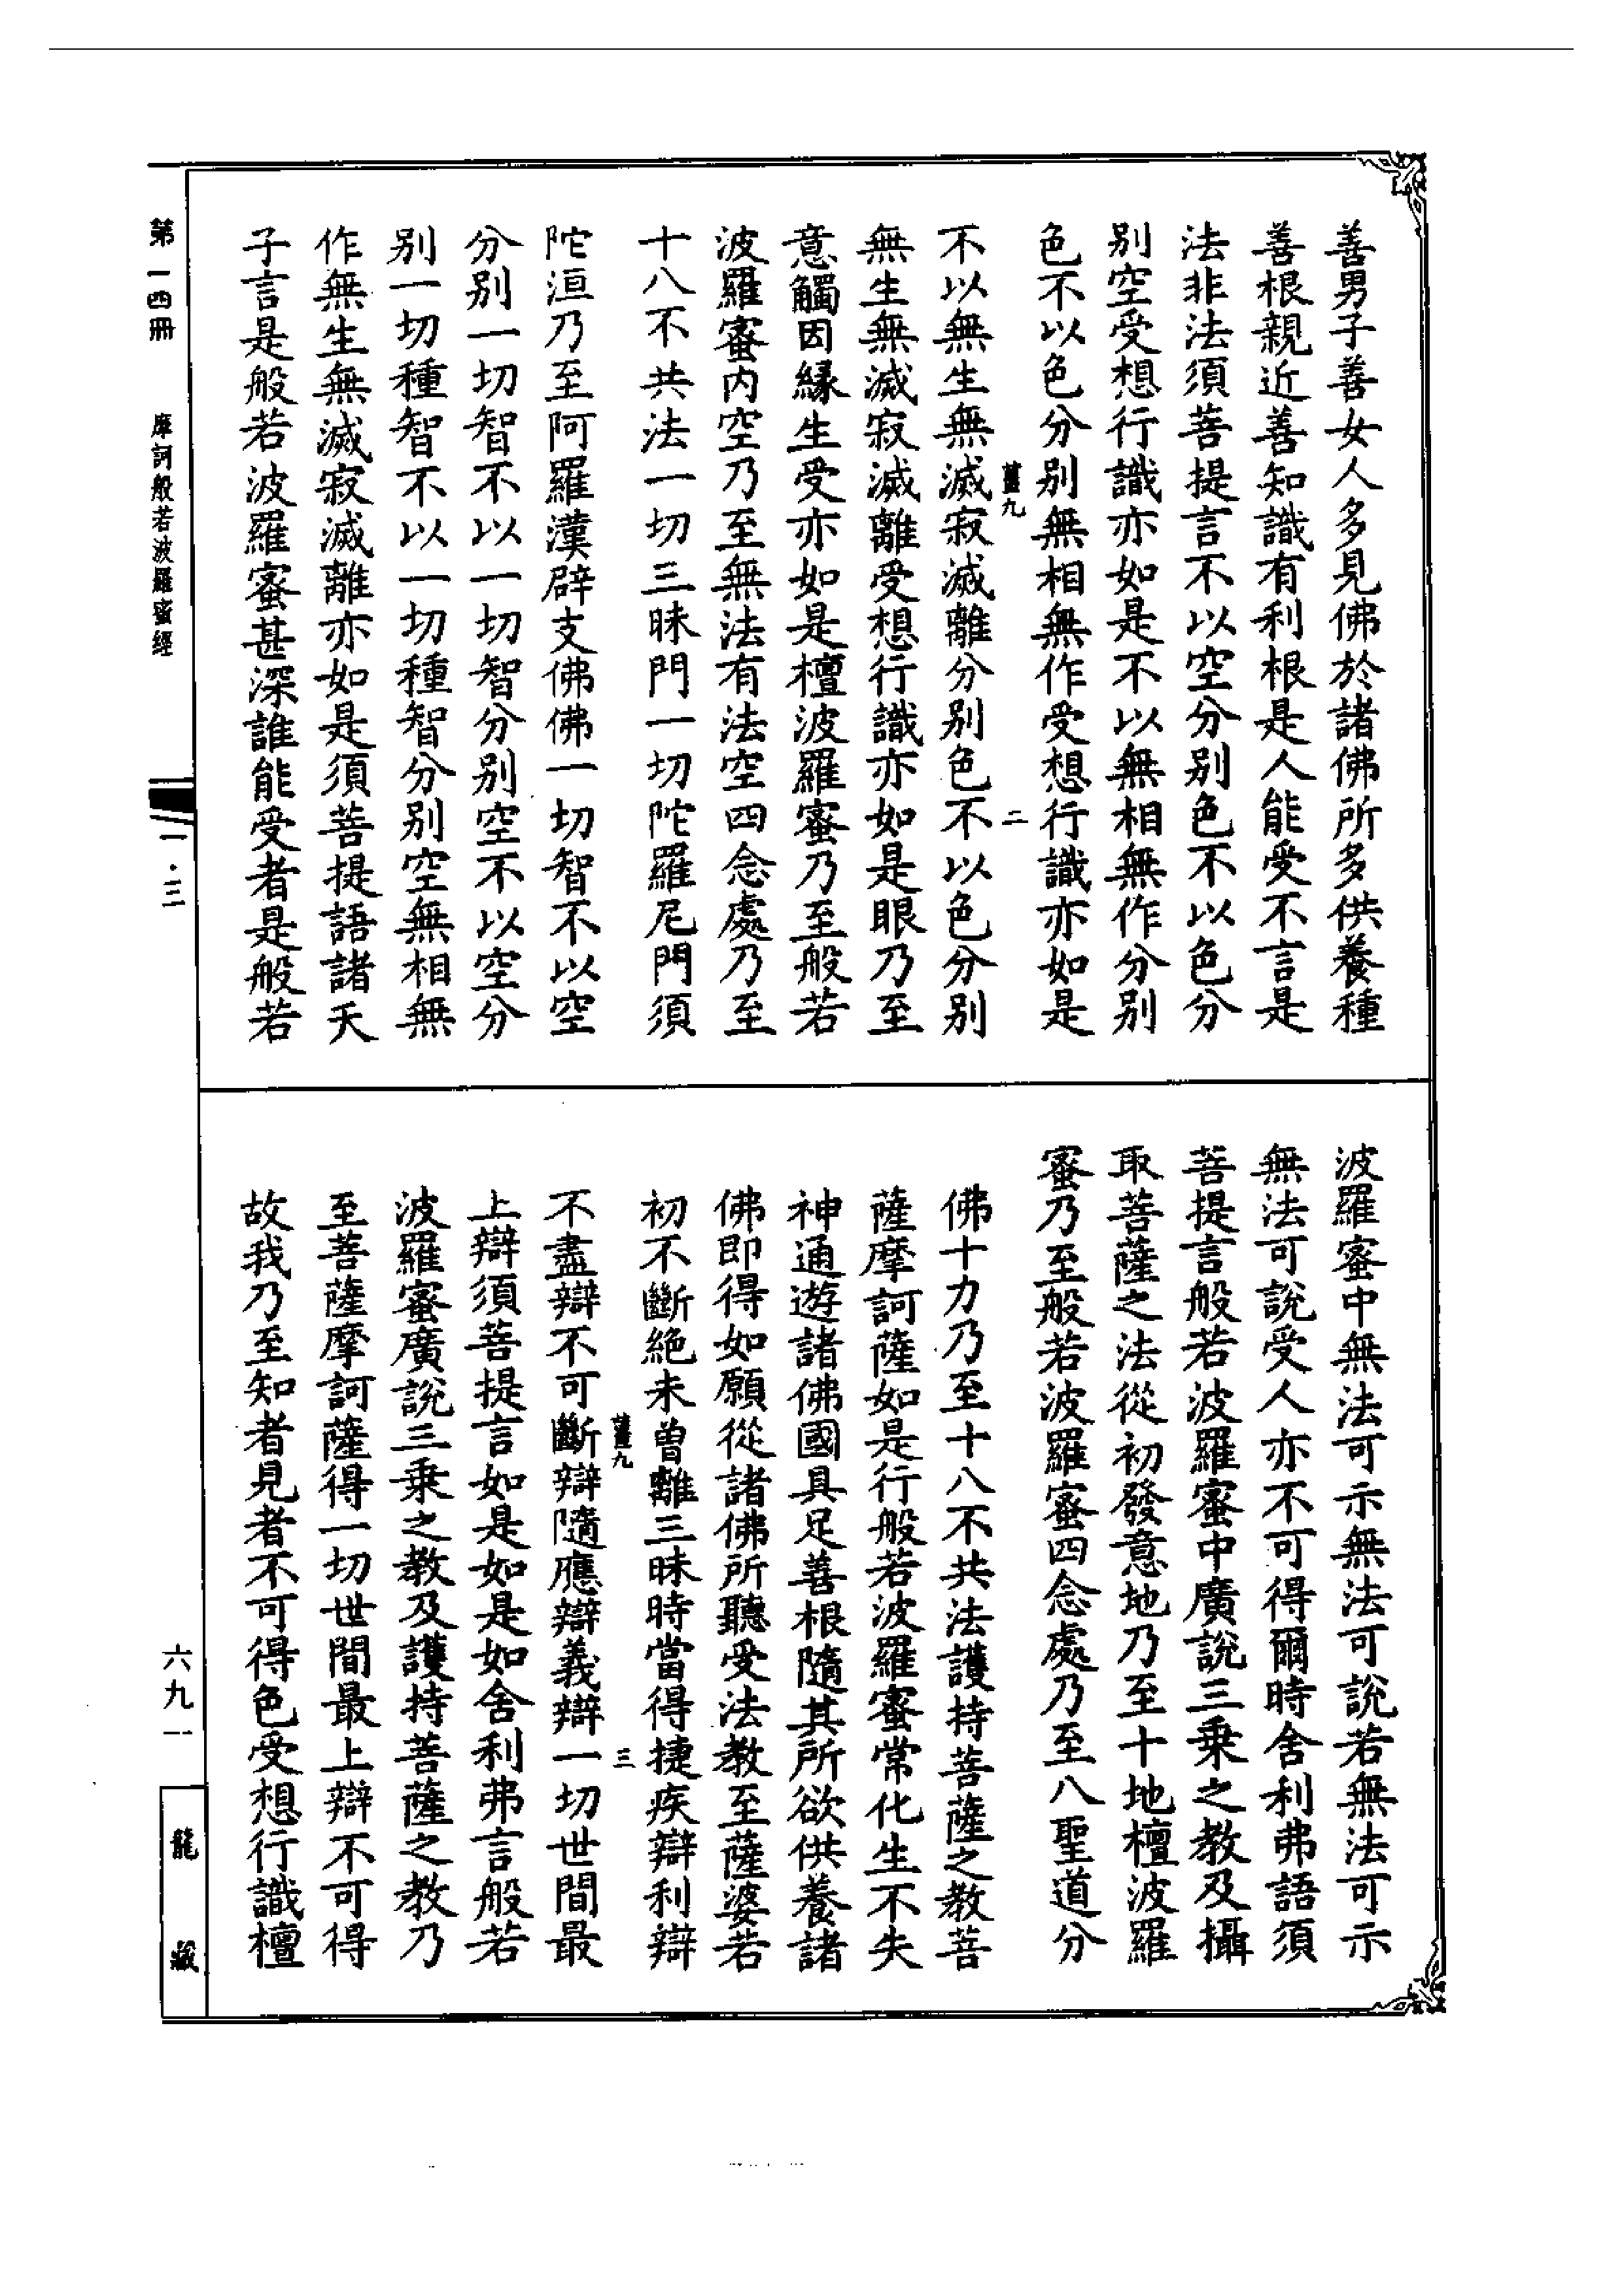 善男子善女人多見佛於諸佛所多供養種
善根親近善知識有利根是人能受不言是
法非法須菩提言不以空分别色不以色分
别空受想行識亦如是不以無相無作分别
色不以色分别無相無作受想行識亦如是
九
二
不以無生無滅寂滅離分别色不以色分别
無生無滅寂滅離受想行識亦如是眼乃至
意觸因縁生受亦如是檀波羅蜜乃至般若
波羅蜜内空乃至無法有法空四念處乃至
十八不共法一切三昧門一切陀羅尼門須
陀洹乃至阿羅漢辟支佛佛一切智不以空
分别一切智不以一切智分别空不以空分
别一切種智不以一切種智分别空無相無
作無生無滅寂滅離亦如是須菩提語諸天
子言是般若波羅蜜甚深誰能受者是般若
波羅蜜中無法可示無法可說若無法可示
無法可說受人亦不可得爾時舍利弗語須
菩提言般若波羅蜜中廣說三乗之教及攝
取菩薩之法從初發意地乃至十地檀波羅
蜜乃至般若波羅蜜四念處乃至八聖道分
佛十力乃至十八不共法護持菩薩之教菩
薩摩訶薩如是行般若波羅蜜常化生不失
神通遊諸佛國具足善根隨其所欲供養諸
佛即得如願從諸佛所聽受法教至薩婆若
初不斷絶未曾離三昧時當得捷疾辯利辯
九
三
不盡辯不可斷辯隨應辯義辯一切世間最
上辯須菩提言如是如是如舍利弗言般若
波羅蜜廣說三乗之教及護持菩薩之教乃
至菩薩摩訶薩得一切世間最上辯不可得
故我乃至知者見者不可得色受想行識檀
第一四冊
摩訶般若波羅蜜經
一·三
六九一
龍藏